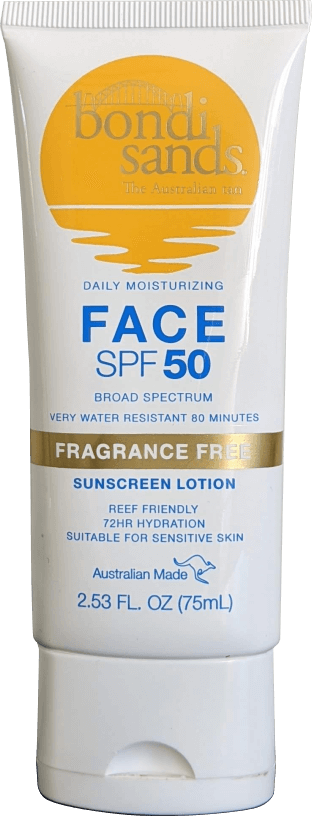 bondi
sands.
The Australian tan.
DAILY MOISTURIZING
FACE
SPF 50
BROAD SPECTRUM
VERY WATER RESISTANT 80 MINUTES
FRAGRANCE FREE
SUNSCREEN LOTION
REEF FRIENDLY
72HR HYDRATION
SUITABLE FOR SENSITIVE SKIN
Australian Made
2.53 FL. OZ (75mL)